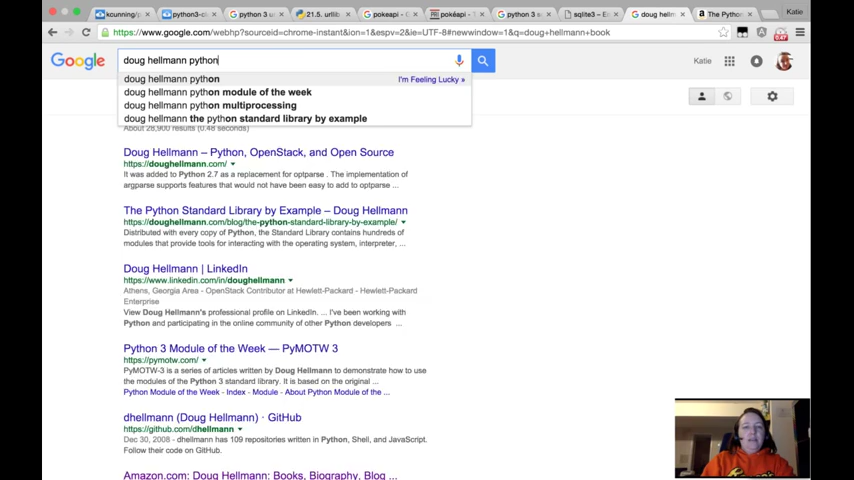 kcunning/p
python3-cl
python 3 u
21.5. urllib
pokeapi - G
pokéapi - T
python 3 s
sqlite3 - E
doug hellm
The Python
Katie
https://www.google.com/webhp?sourceid=chrome-instant&ion=1&espv=2&ie=UTF-8#newwindow=1&q=doug+hellmann+book
Google
doug hellmann python
Katie
doug hellmann python
I'm Feeling Lucky »
doug hellmann python module of the week
doug hellmann python multiprocessing
doug hellmann the python standard library by example
About 28,900 results (0.48 seconds)
Doug Hellmann – Python, OpenStack, and Open Source
https://doughellmann.com/
It was added to Python 2.7 as a replacement for optparse . The implementation of
argparse supports features that would not have been easy to add to optparse ...
The Python Standard Library by Example – Doug Hellmann
https://doughellmann.com/blog/the-python-standard-library-by-example/
Distributed with every copy of Python, the Standard Library contains hundreds of
modules that provide tools for interacting with the operating system, interpreter, ...
Doug Hellmann | LinkedIn
https://www.linkedin.com/in/doughellmann
Athens, Georgia Area - OpenStack Contributor at Hewlett-Packard - Hewlett-Packard
Enterprise
View Doug Hellmann's professional profile on LinkedIn. ... I've been working with
Python and participating in the online community of other Python developers ...
Python 3 Module of the Week — PyMOTW 3
https://pymotw.com/
PyMOTW-3 is a series of articles written by Doug Hellmann to demonstrate how to use
the modules of the Python 3 standard library. It is based on the original ...
Python Module of the Week - Index - Module - About Python Module of the ...
dhellmann (Doug Hellmann) · GitHub
https://github.com/dhellmann
Dec 30, 2008 - dhellmann has 109 repositories written in Python, Shell, and JavaScript.
Follow their code on GitHub.
Amazon.com: Doug Hellmann: Books, Biography, Blog ...